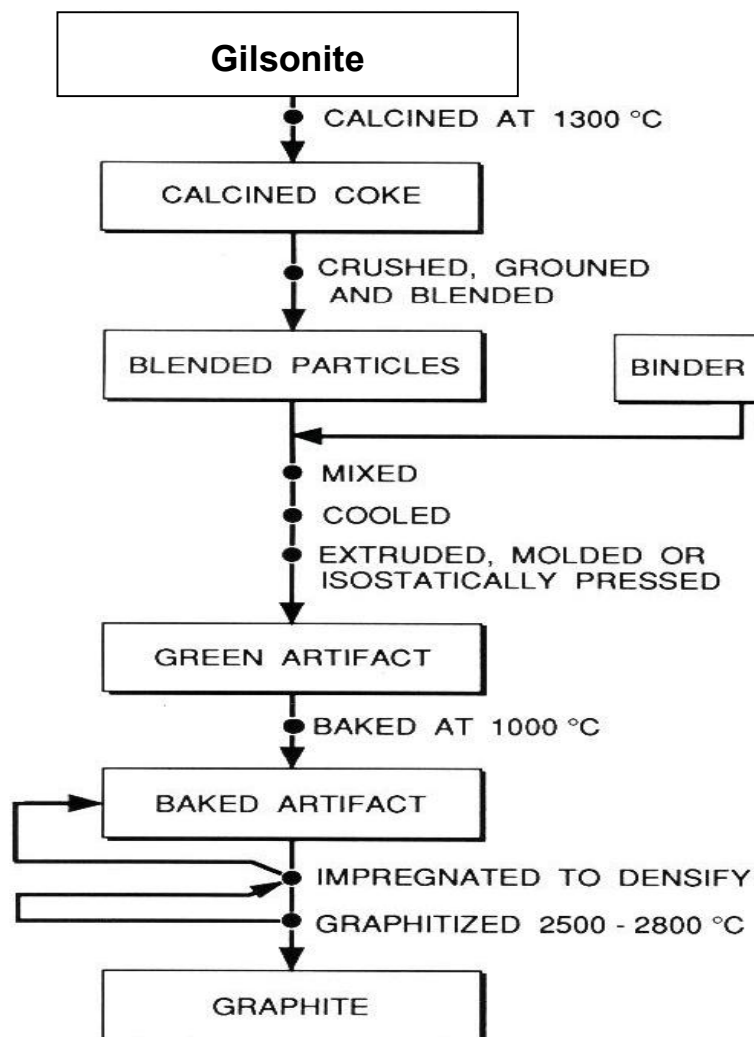 Gilsonite
CALCINED AT 1300 °C
CALCINED COKE
CRUSHED, GROUNED
AND BLENDED
BLENDED PARTICLES
BINDER
MIXED
COOLED
EXTRUDED, MOLDED OR
ISOSTATICALLY PRESSED
GREEN ARTIFACT
BAKED AT 1000 °C
BAKED ARTIFACT
IMPREGNATED TO DENSIFY
GRAPHITIZED 2500 - 2800 °C
GRAPHITE